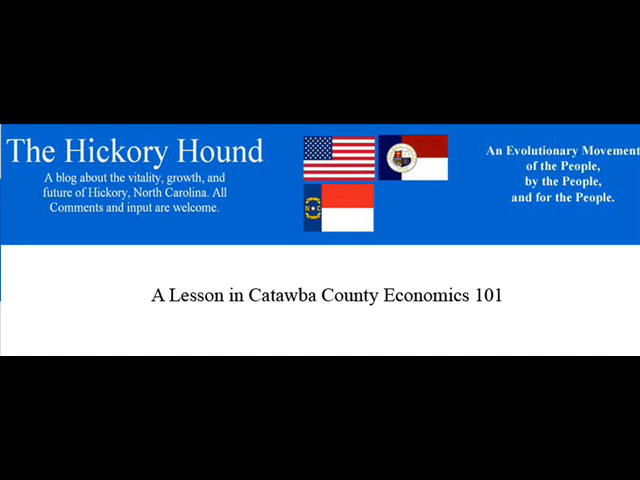 The Hickory Hound
A blog about the vitality, growth, and
future of Hickory, North Carolina. All
Comments and input are welcome.
An Evolutionary Movement
of the People,
by the People,
and for the People.
N C
A Lesson in Catawba County Economics 101